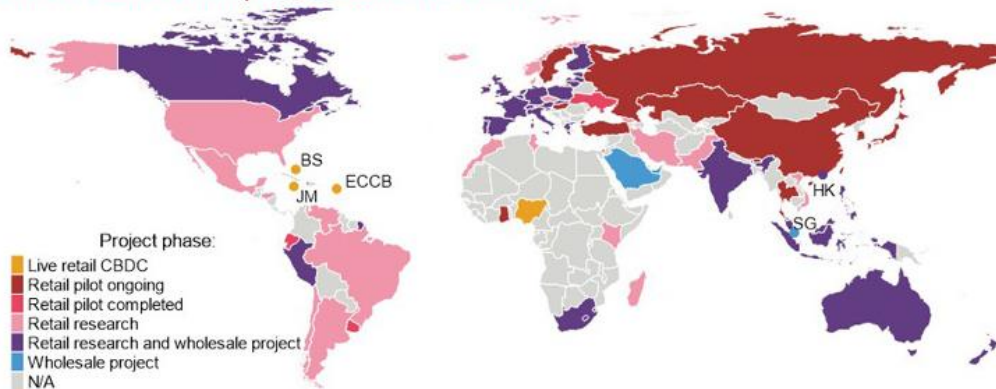 BS
ECCB
JM
HK
SG
Project phase:
Live retail CBDC
Retail pilot ongoing
Retail pilot completed
Retail research
Retail research and wholesale project
Wholesale project
N/A